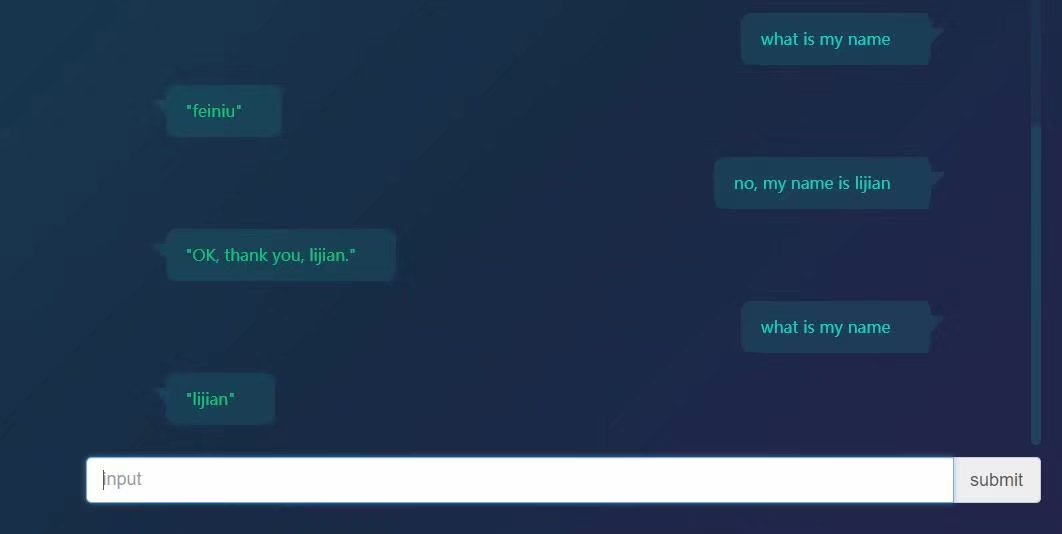 what is my name
"feiniu"
no, my name is lijian
"OK, thank you, lijian."
what is my name
"lijian"
input
submit